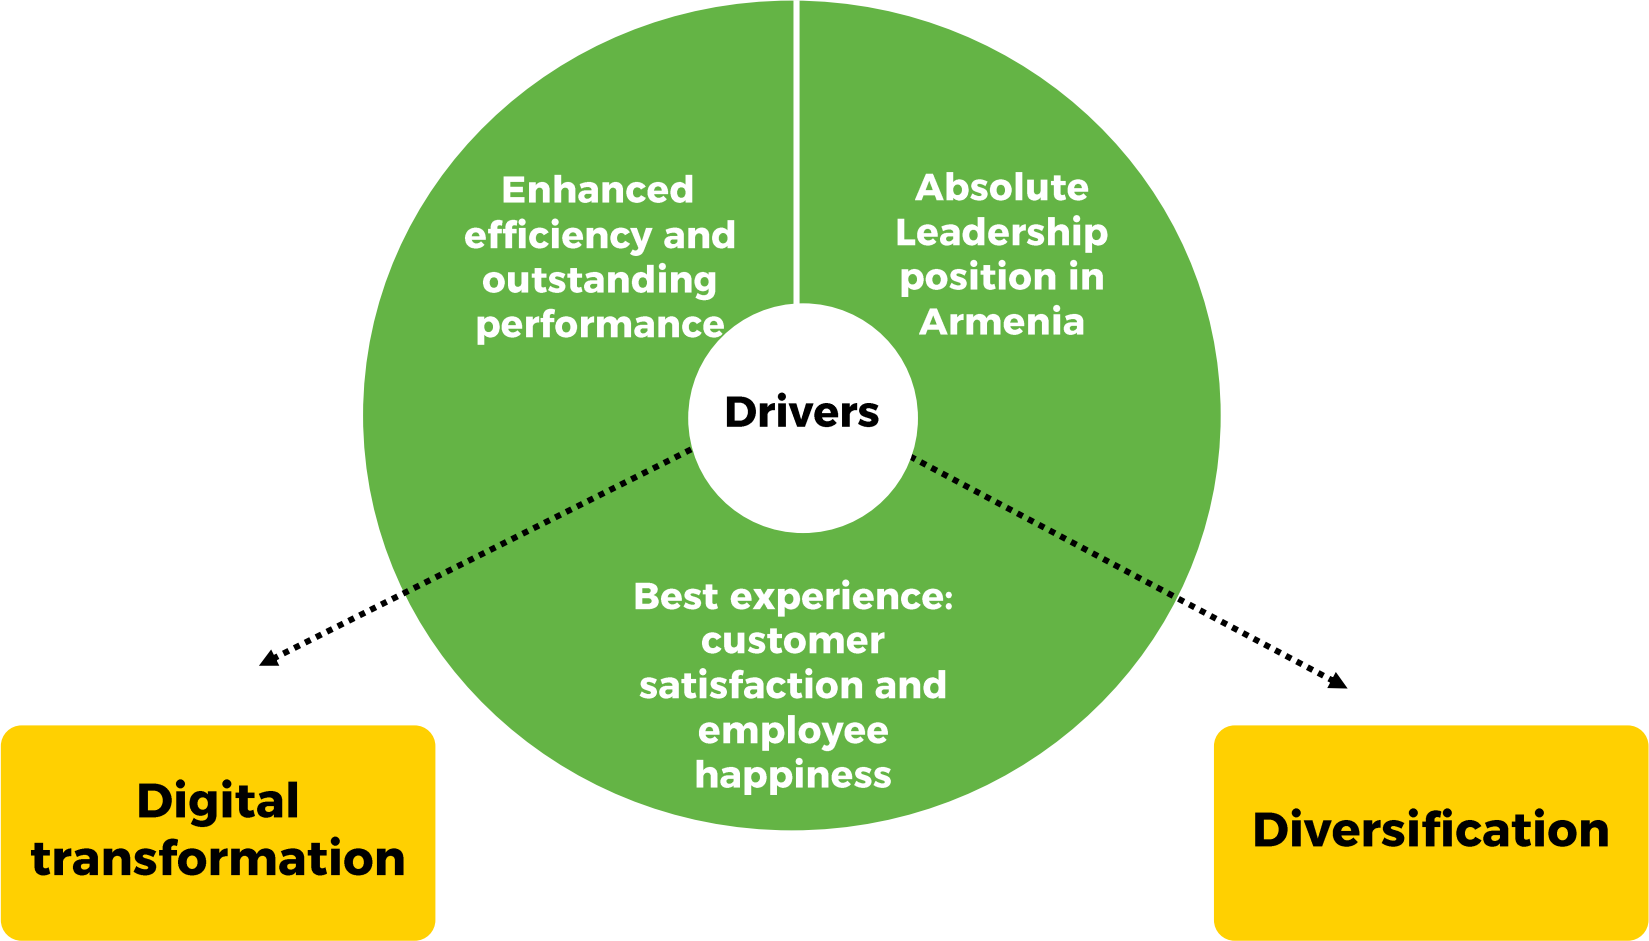 Enhanced
efficiency and
outstanding
performance
Absolute
Leadership
position in
Armenia
Drivers
Best experience:
customer
satisfaction and
employee
happiness
Digital
transformation
Diversification